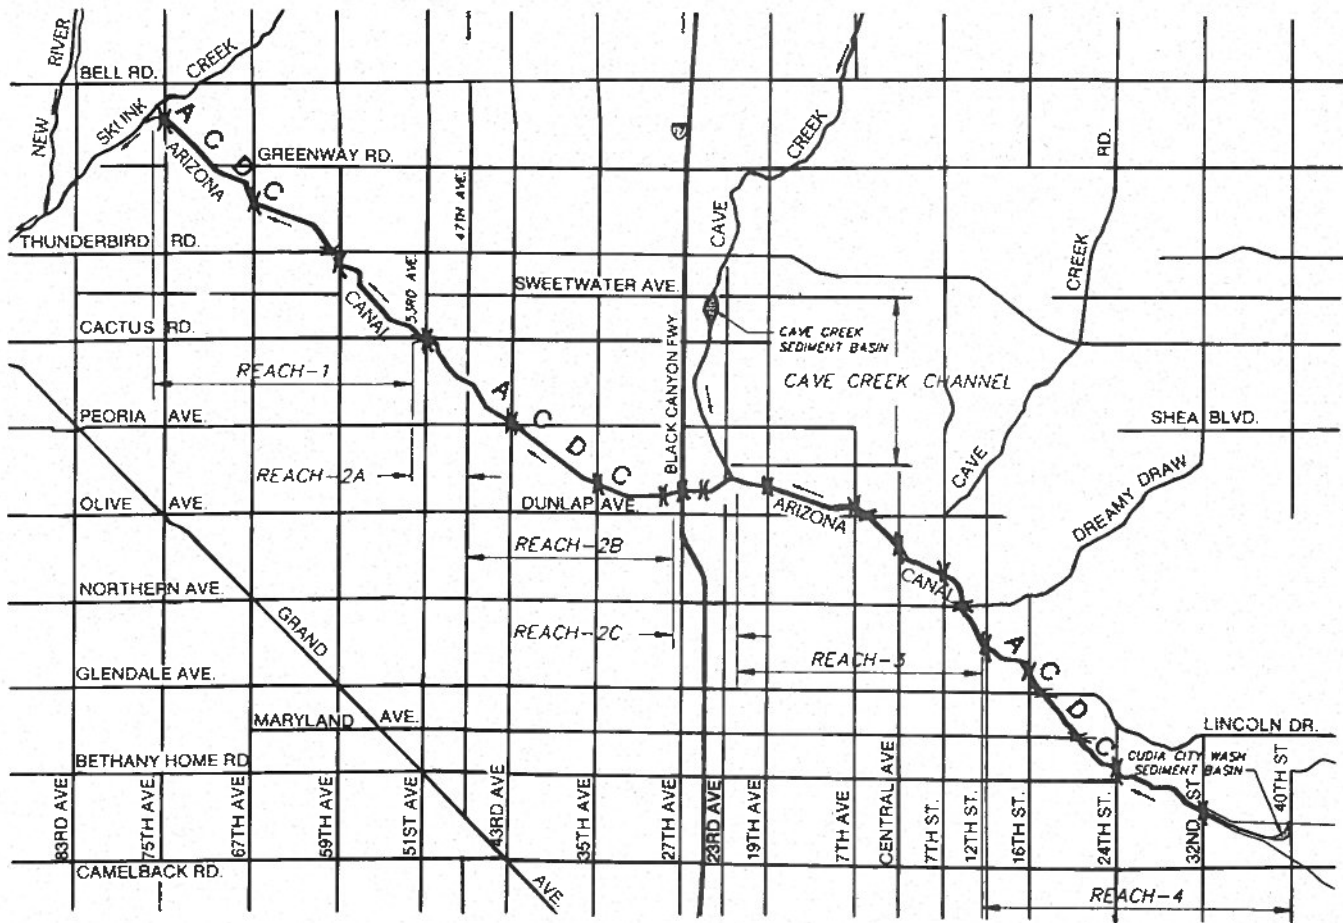 NEW RIVER
SKUNK CREEK
BELL RD.
A C D C
ARIZONA
GREENWAY RD.
CAVE CREEK
CREEK RD.
THUNDERBIRD RD.
47TH AVE.
53RD AVE.
SWEETWATER AVE.
CANAL
CACTUS RD.
BLACK CANYON FWY
CAVE CREEK
SEDIMENT BASIN
REACH-1
CAVE CREEK CHANNEL
A C D C
PEORIA AVE.
SHEA BLVD.
CAVE
DREAMY DRAW
REACH-2A
OLIVE AVE.
DUNLAP AVE.
ARIZONA
REACH-2B
CANAL
NORTHERN AVE.
GRAND
REACH-2C
REACH-3
A C D C
GLENDALE AVE.
MARYLAND AVE.
LINCOLN DR.
BETHANY HOME RD
CUDIA CITY WASH
SEDIMENT BASIN
83RD AVE
75TH AVE
67TH AVE
59TH AVE
51ST AVE
43RD AVE
35TH AVE
27TH AVE
23RD AVE
19TH AVE
7TH AVE
CENTRAL AVE
7TH ST.
12TH ST.
16TH ST.
24TH ST.
32ND ST
40TH ST
CAMELBACK RD.
AVE
REACH-4